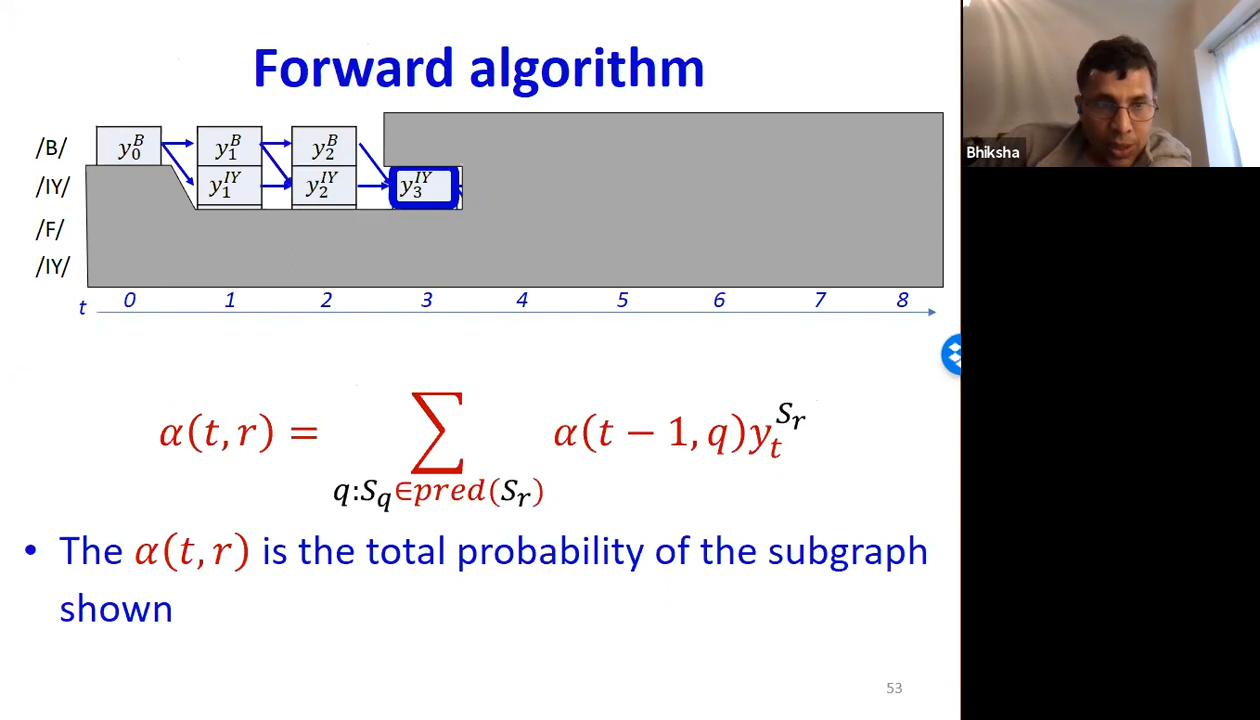 Forward algorithm
/B/ y_0^B y_1^B y_2^B
/IY/ y_1^{IY} y_2^{IY} y_3^{IY}
/F/
/IY/
t 0 1 2 3 4 5 6 7 8
α(t, r) = ∑_{q:S_q∈pred(S_r)} α(t − 1, q)y_t^{S_r}
• The α(t, r) is the total probability of the subgraph
shown
53
Bhiksha